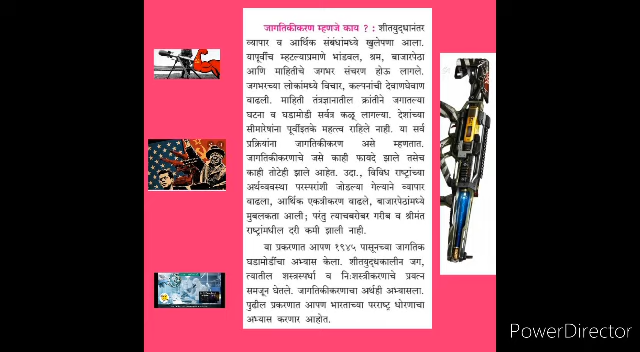 जागतिकीकरण म्हणजे काय ? : शीतयुद्धानंतर
व्यापार व आर्थिक संबंधांमध्ये खुलेपणा आला.
यापूर्वीच म्हटल्याप्रमाणे भांडवल, श्रम, बाजारपेठा
आणि माहितीचे जगभर संचरण होऊ लागले.
जगभरच्या लोकांमध्ये विचार, कल्पनांची देवाणघेवाण
वाढली. माहिती तंत्रज्ञानातील क्रांतीने जगातल्या
घटना व घडामोडी सर्वत्र कळू लागल्या. देशांच्या
सीमारेषांना पूर्वीइतके महत्त्व राहिले नाही. या सर्व
प्रक्रियांना जागतिकीकरण असे म्हणतात.
जागतिकीकरणाचे जसे काही फायदे झाले तसेच
काही तोटेही झाले आहेत. उदा., विविध राष्ट्रांच्या
अर्थव्यवस्था परस्परांशी जोडल्या गेल्याने व्यापार
वाढला, आर्थिक एकत्रीकरण वाढले, बाजारपेठांमध्ये
मुबलकता आली; परंतु त्याचबरोबर गरीब व श्रीमंत
राष्ट्रांमधील दरी कमी झाली नाही.
या प्रकरणात आपण १९४५ पासूनच्या जागतिक
घडामोडींचा अभ्यास केला. शीतयुद्धकालीन जग,
त्यातील शस्त्रस्पर्धा व नि:शस्त्रीकरणाचे प्रयत्न
समजून घेतले. जागतिकीकरणाचा अर्थही अभ्यासला.
पुढील प्रकरणात आपण भारताच्या परराष्ट्र धोरणाचा
अभ्यास करणार आहोत.
PowerDirector